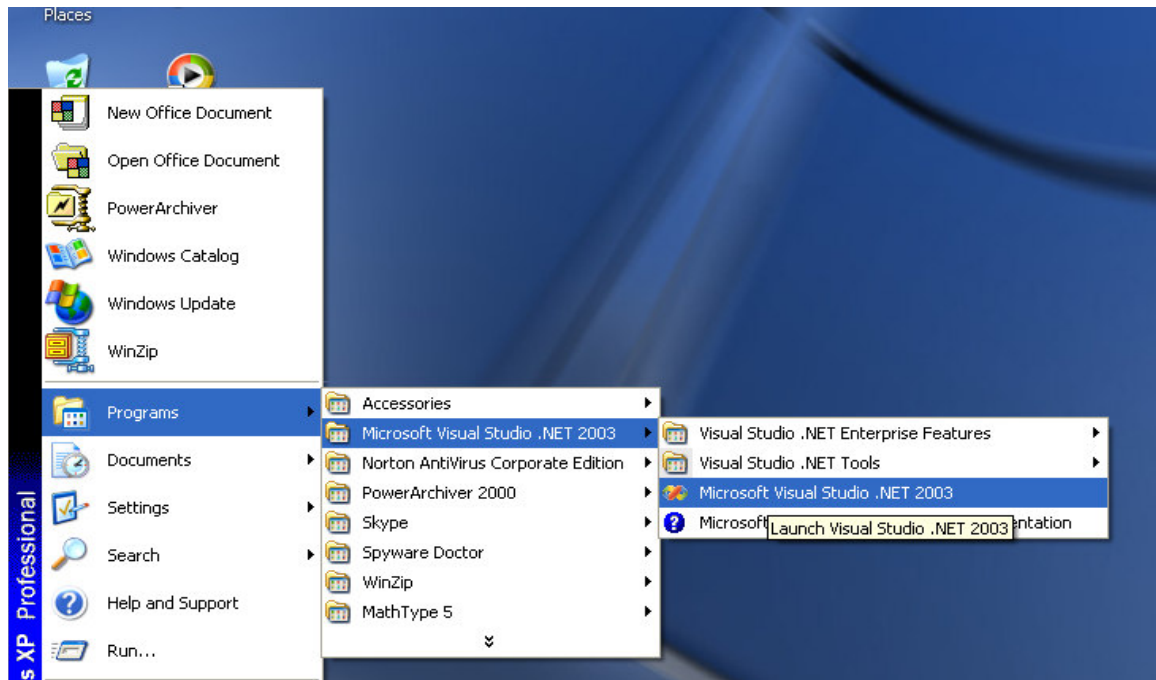 Places
New Office Document
Open Office Document
PowerArchiver
Windows Catalog
Windows Update
WinZip
Programs
Documents
Settings
Search
Help and Support
Run...
Accessories
Microsoft Visual Studio .NET 2003
Norton AntiVirus Corporate Edition
PowerArchiver 2000
Skype
Spyware Doctor
WinZip
MathType 5
Visual Studio .NET Enterprise Features
Visual Studio .NET Tools
Microsoft Visual Studio .NET 2003
Microsoft
entation
Launch Visual Studio .NET 2003
s XP Professional